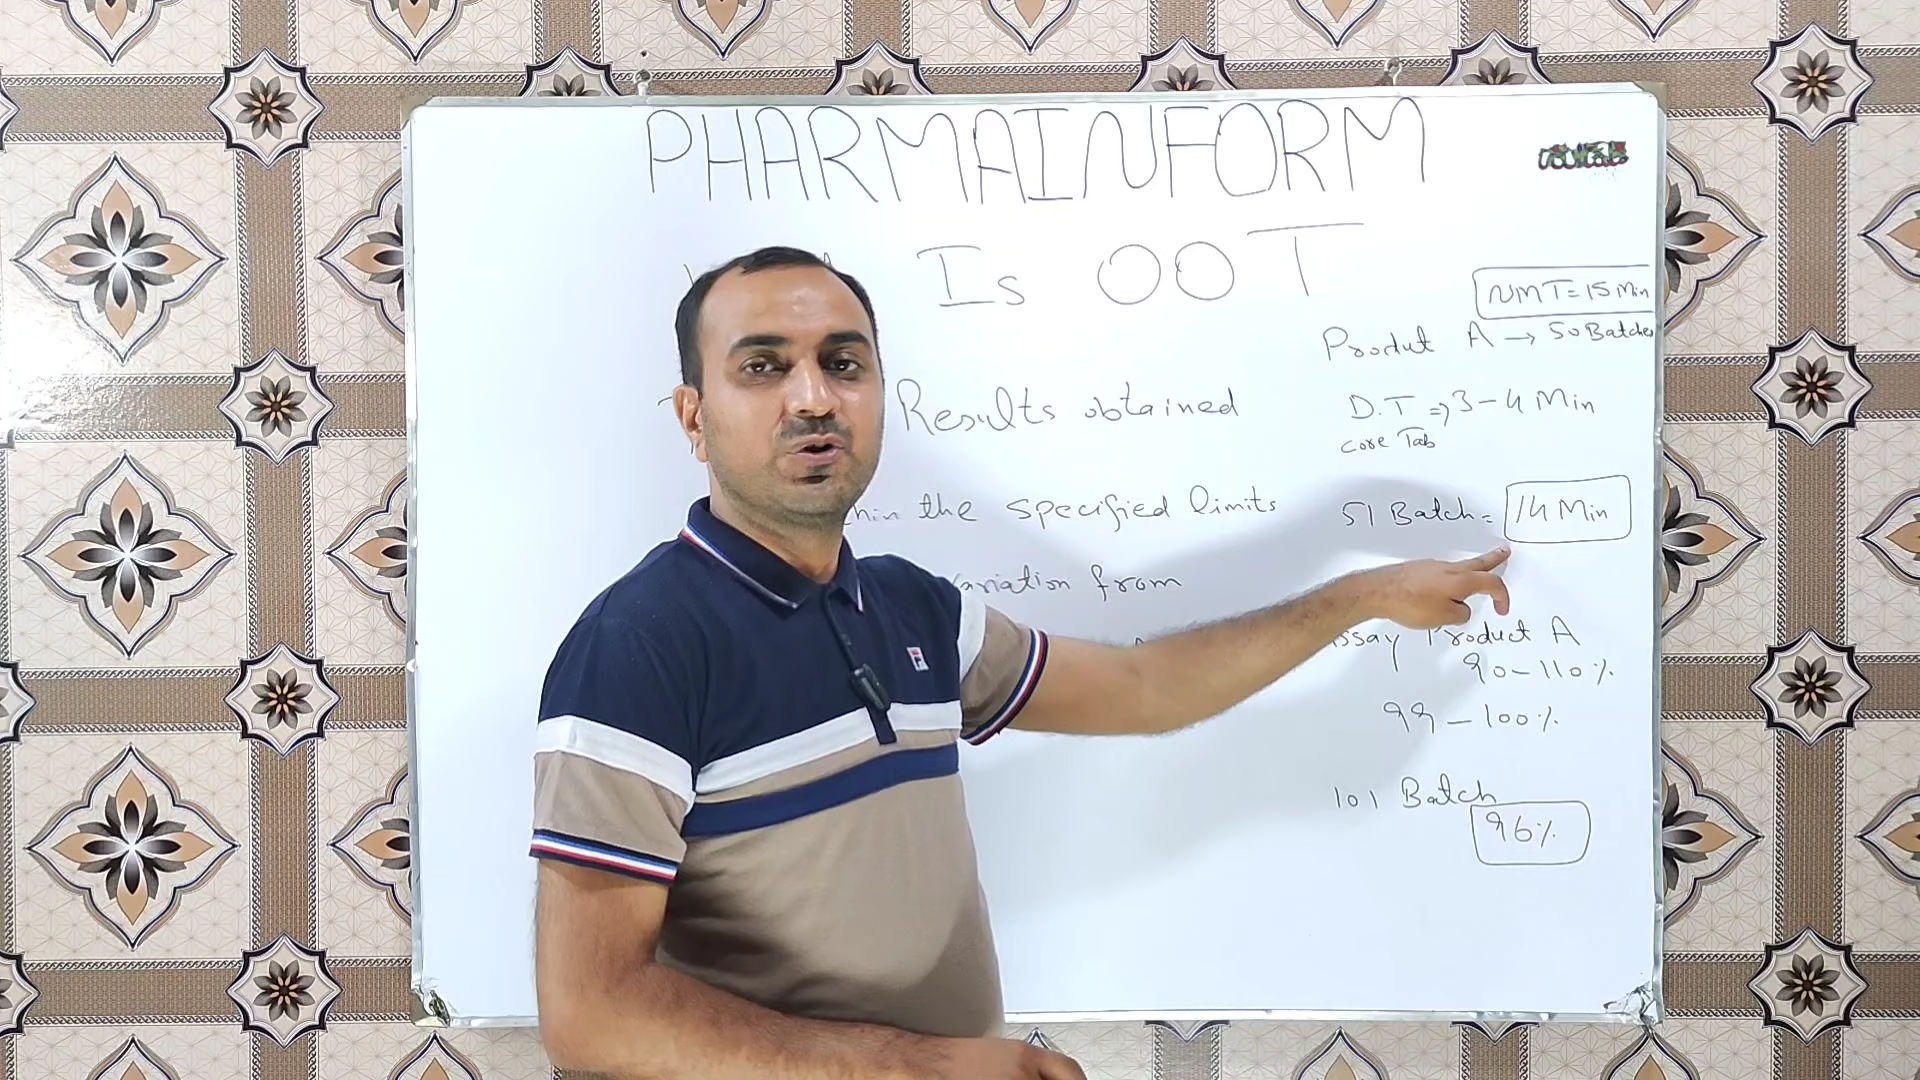 PHARMAINFORM
Is OOT
Results obtained
the specified limits
from
NMT=15 Min
Produt A → 50 Batches
D.T ⇒ 3-4 Min
core Tab
51 Batch = 14 Min
Product A
90-110%
99-100%
101 Batch
96%